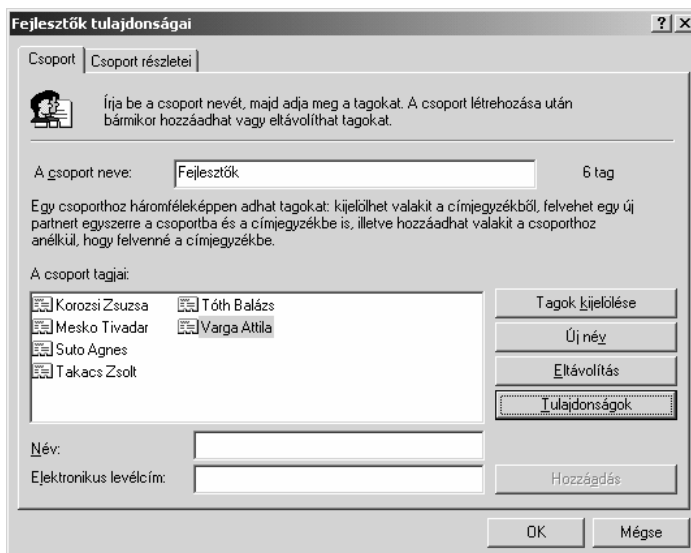 Fejlesztők tulajdonságai
Csoport
Csoport részletei
Írja be a csoport nevét, majd adja meg a tagokat. A csoport létrehozása után
bármikor hozzáadhat vagy eltávolíthat tagokat.
A csoport neve:
Fejlesztők
6 tag
Egy csoporthoz háromféleképpen adhat tagokat: kijelölhet valakit a címjegyzékből, felvehet egy új
partnert egyszerre a csoportba és a címjegyzékbe is, illetve hozzáadhat valakit a csoporthoz
anélkül, hogy felvenné a címjegyzékbe.
A csoport tagjai:
Korozsi Zsuzsa
Mesko Tivadar
Suto Agnes
Takacs Zsolt
Tóth Balázs
Varga Attila
Tagok kijelölése
Új név
Eltávolítás
Tulajdonságok
Név:
Elektronikus levélcím:
Hozzáadás
OK
Mégse